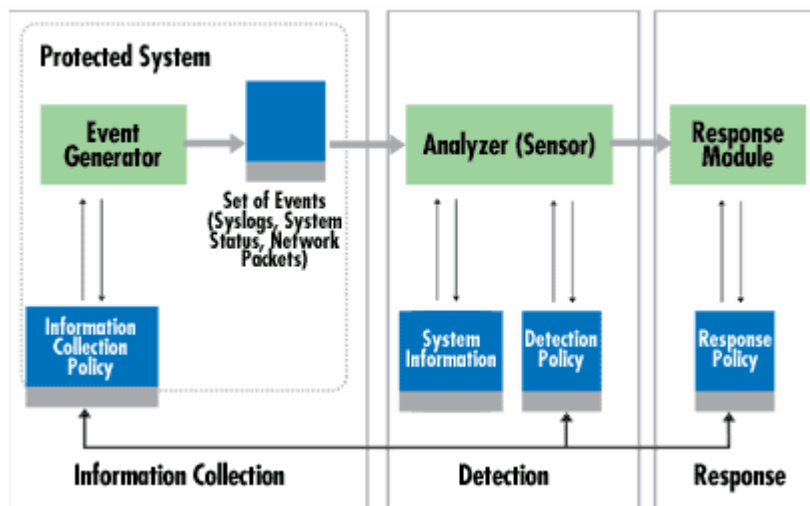 Protected System
Event
Generator
Set of Events
(Syslogs, System
Status, Network
Packets)
Information
Collection
Policy
Information Collection
Analyzer (Sensor)
System
Information
Detection
Policy
Detection
Response
Module
Response
Policy
Response